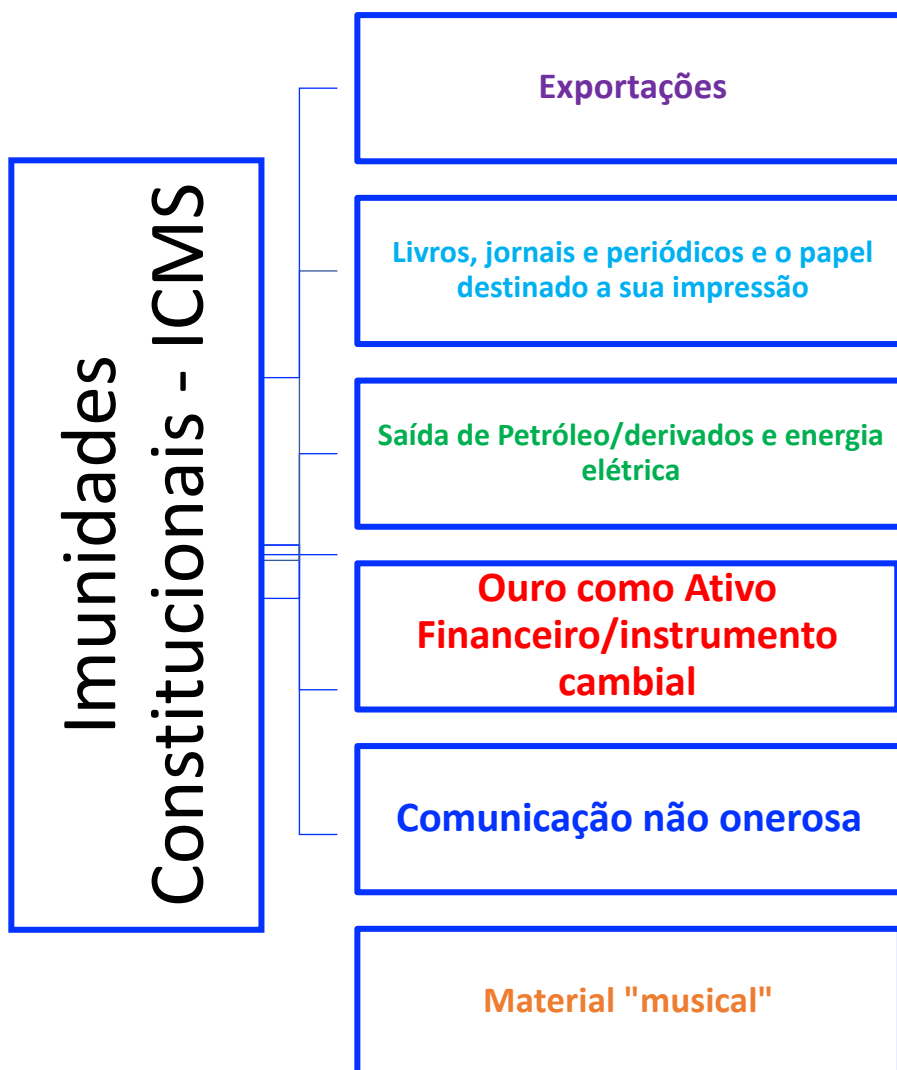 Imunidades
Constitucionais - ICMS
Exportações
Livros, jornais e periódicos e o papel
destinado a sua impressão
Saída de Petróleo/derivados e energia
elétrica
Ouro como Ativo
Financeiro/instrumento
cambial
Comunicação não onerosa
Material "musical"